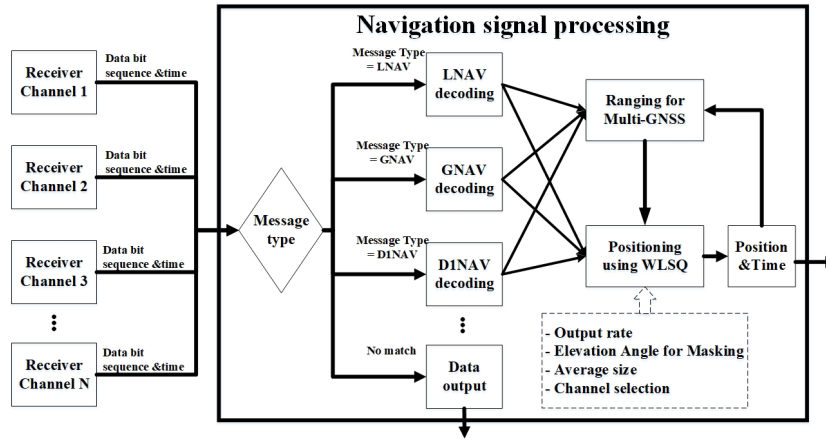 Navigation signal processing
Receiver
Channel 1
Data bit
sequence &time
Receiver
Channel 2
Data bit
sequence &time
Receiver
Channel 3
Data bit
sequence &time
Receiver
Channel N
Data bit
sequence &time
Message
type
Message Type
= LNAV
LNAV
decoding
Message Type
= GNAV
GNAV
decoding
Message Type
= D1NAV
D1NAV
decoding
No match
Data
output
Ranging for
Multi-GNSS
Positioning
using WLSQ
Position
&Time
- Output rate
- Elevation Angle for Masking
- Average size
- Channel selection